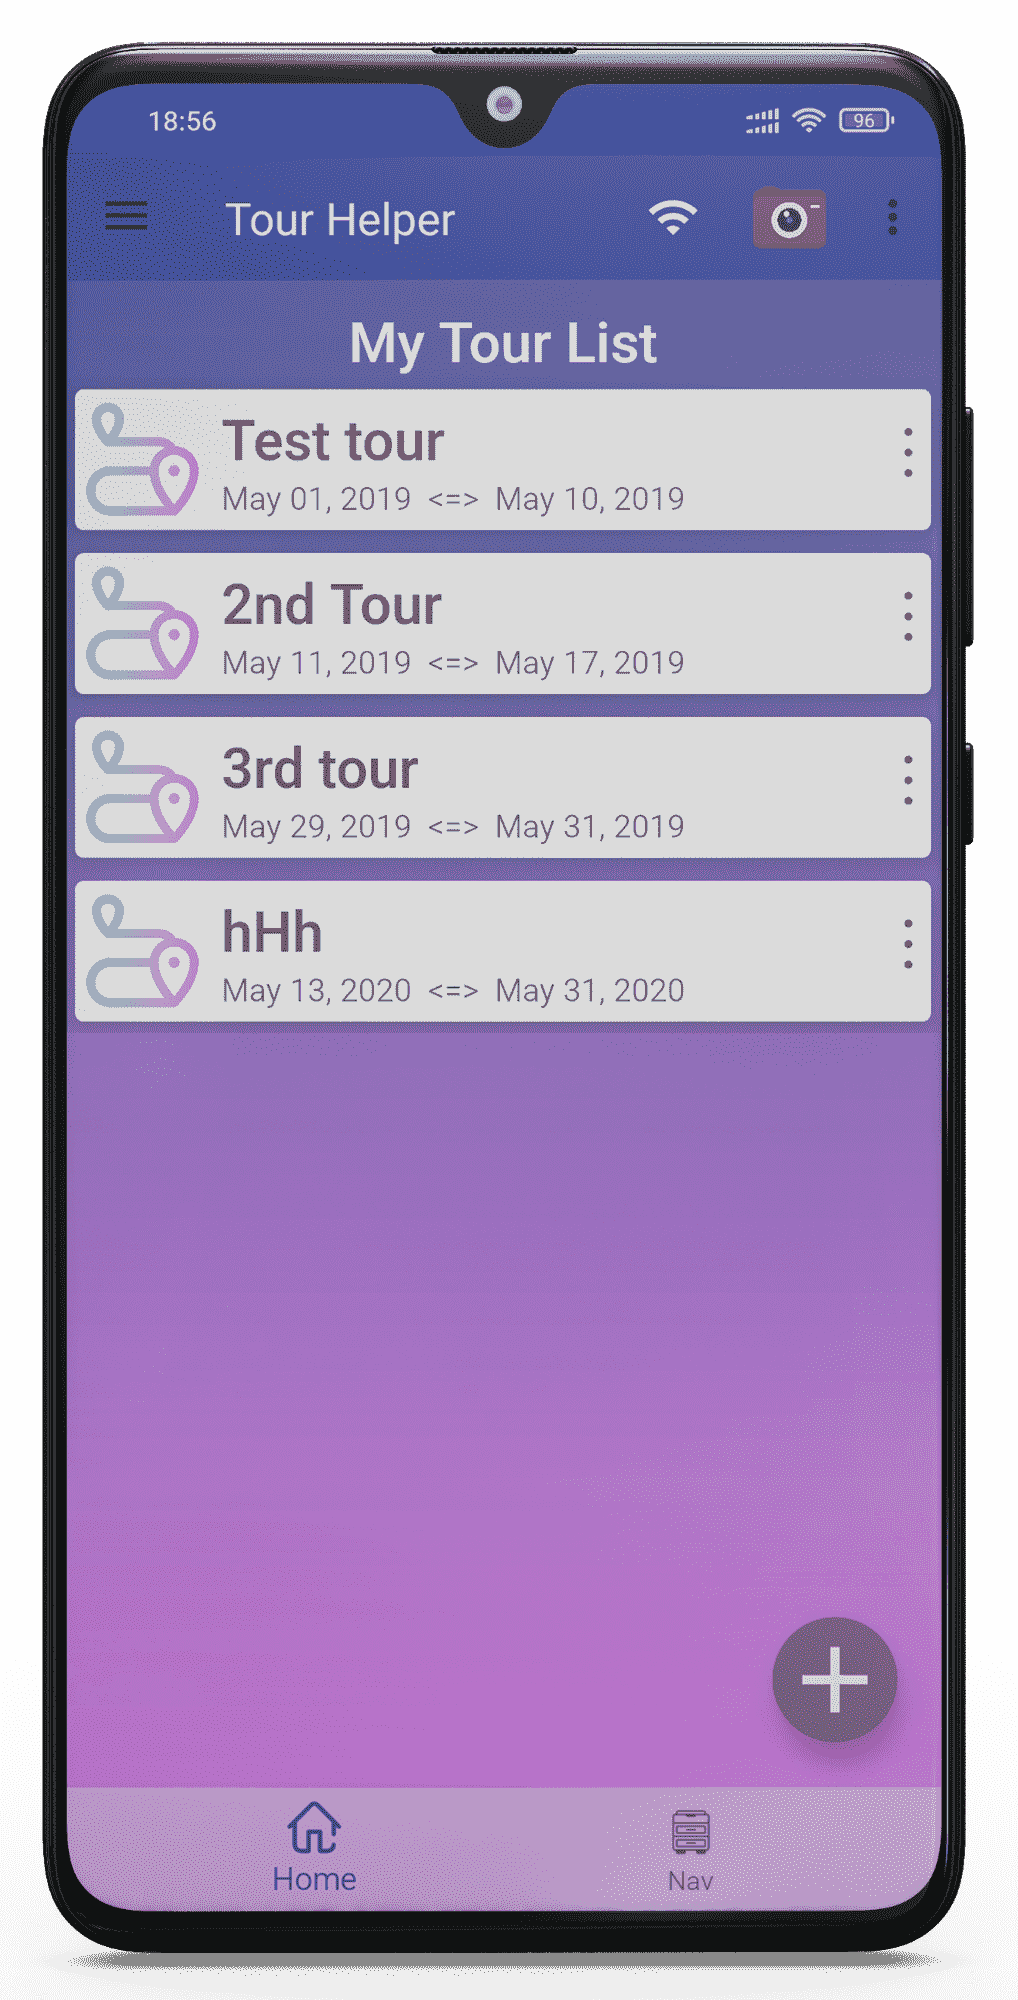 18:56
96
Tour Helper
My Tour List
Test tour
May 01, 2019 <=> May 10, 2019
2nd Tour
May 11, 2019 <=> May 17, 2019
3rd tour
May 29, 2019 <=> May 31, 2019
hHh
May 13, 2020 <=> May 31, 2020
Home
Nav